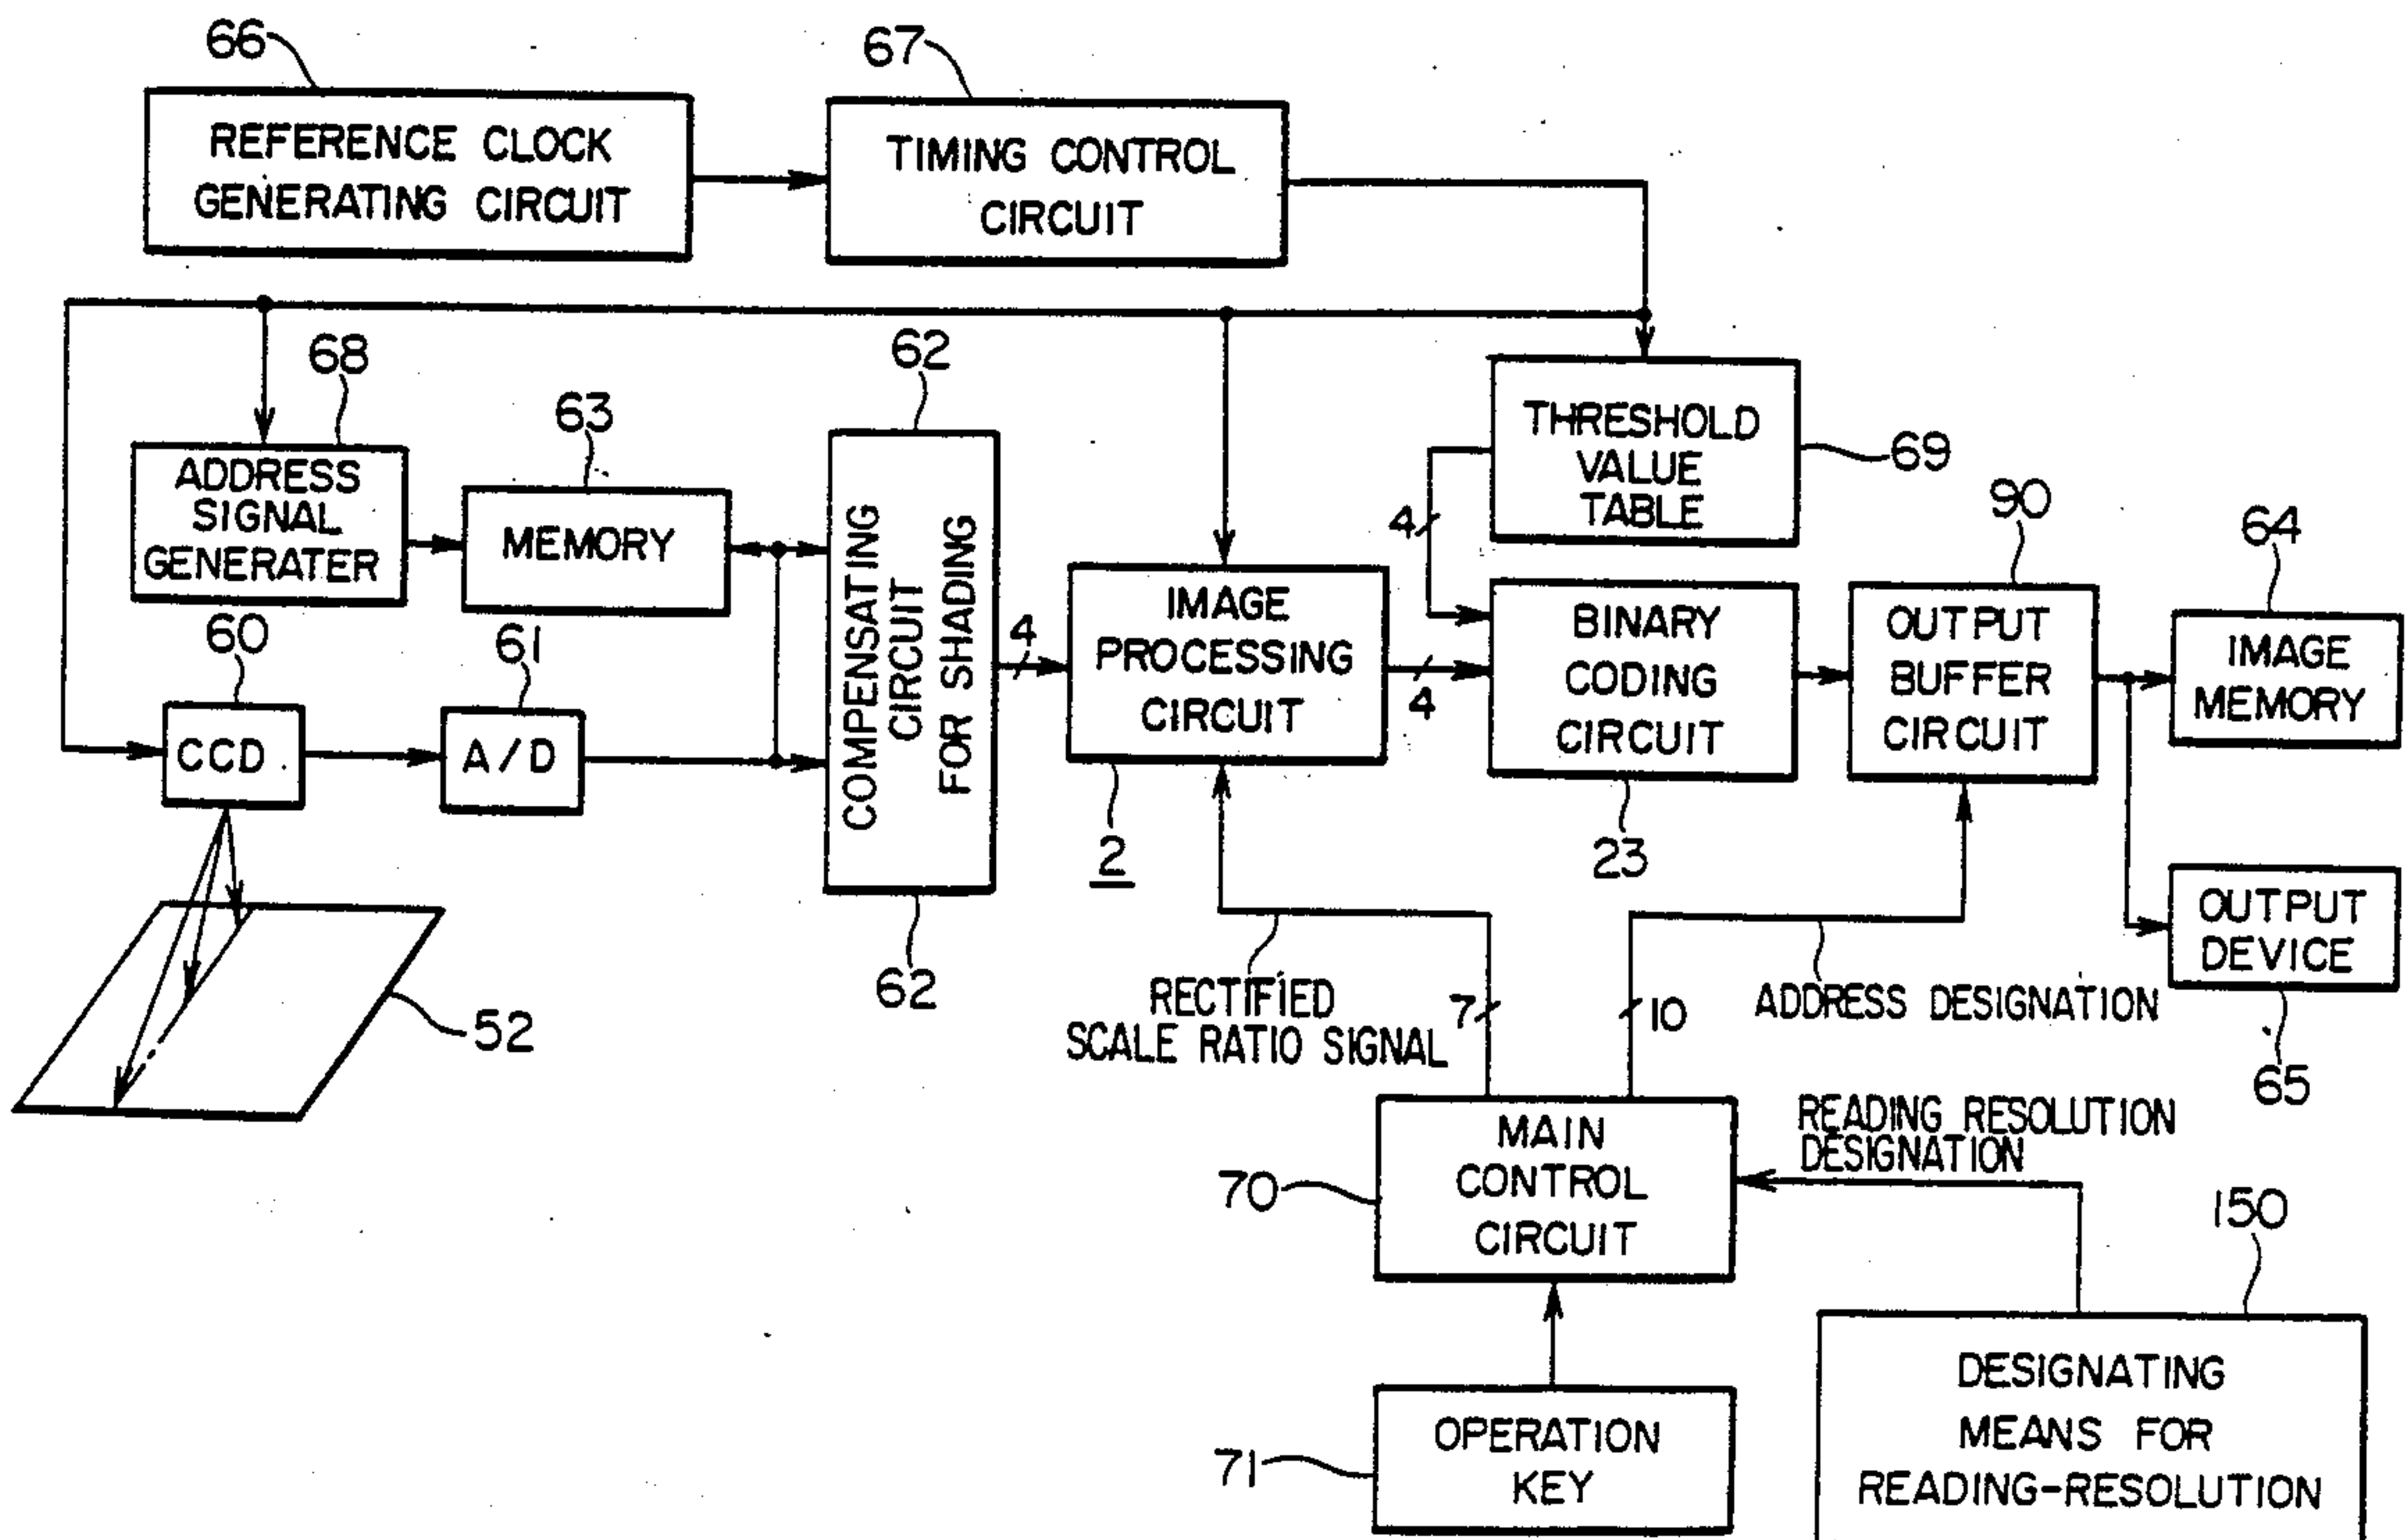 66
67
REFERENCE CLOCK
GENERATING CIRCUIT
TIMING CONTROL
CIRCUIT
68
63
62
ADDRESS
SIGNAL
GENERATER
MEMORY
THRESHOLD
VALUE
TABLE
69
4
90
64
60
61
CCD
A/D
COMPENSATING
CIRCUIT
FOR SHADING
4
IMAGE
PROCESSING
CIRCUIT
4
BINARY
CODING
CIRCUIT
OUTPUT
BUFFER
CIRCUIT
IMAGE
MEMORY
2
23
62
52
OUTPUT
DEVICE
65
RECTIFIED
SCALE RATIO SIGNAL
7
10
ADDRESS DESIGNATION
READING RESOLUTION
DESIGNATION
70
MAIN
CONTROL
CIRCUIT
150
71
OPERATION
KEY
DESIGNATING
MEANS FOR
READING-RESOLUTION